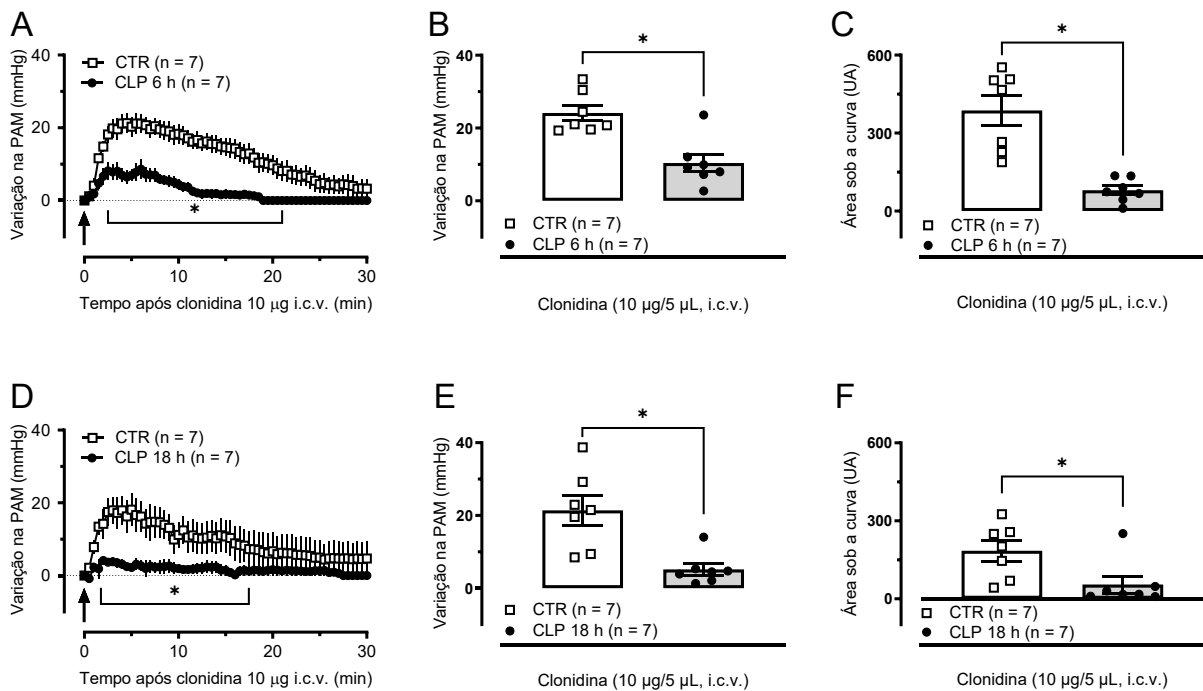 A
Variação na PAM (mmHg)
40
20
0
CTR (n = 7)
CLP 6 h (n = 7)
*
0
10
20
30
Tempo após clonidina 10 μg i.c.v. (min)
B
Variação na PAM (mmHg)
40
20
0
*
CTR (n = 7)
CLP 6 h (n = 7)
Clonidina (10 μg/5 μL, i.c.v.)
C
Área sob a curva (UA)
600
300
0
*
CTR (n = 7)
CLP 6 h (n = 7)
Clonidina (10 μg/5 μL, i.c.v.)
D
Variação na PAM (mmHg)
40
20
0
CTR (n = 7)
CLP 18 h (n = 7)
*
0
10
20
30
Tempo após clonidina 10 μg i.c.v. (min)
E
Variação na PAM (mmHg)
40
20
0
*
CTR (n = 7)
CLP 18 h (n = 7)
Clonidina (10 μg/5 μL, i.c.v.)
F
Área sob a curva (UA)
600
300
0
*
CTR (n = 7)
CLP 18 h (n = 7)
Clonidina (10 μg/5 μL, i.c.v.)